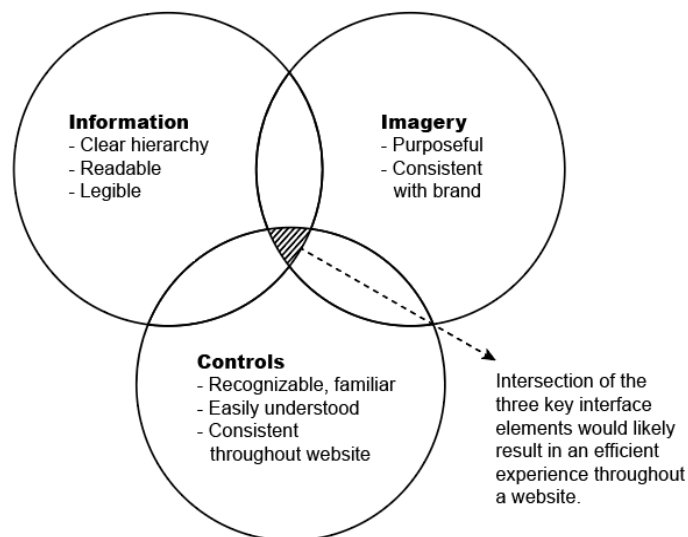 Information
- Clear hierarchy
- Readable
- Legible
Imagery
- Purposeful
- Consistent
with brand
Controls
- Recognizable, familiar
- Easily understood
- Consistent
throughout website
Intersection of the
three key interface
elements would likely
result in an efficient
experience throughout
a website.